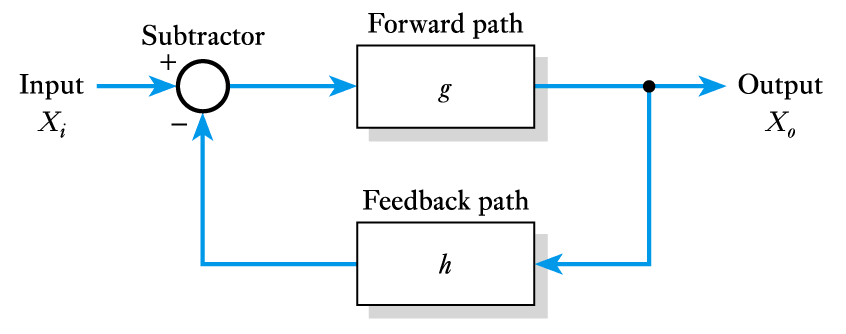 Forward path
Subtractor
+
Input
g
Output
X_i
−
X_o
Feedback path
h